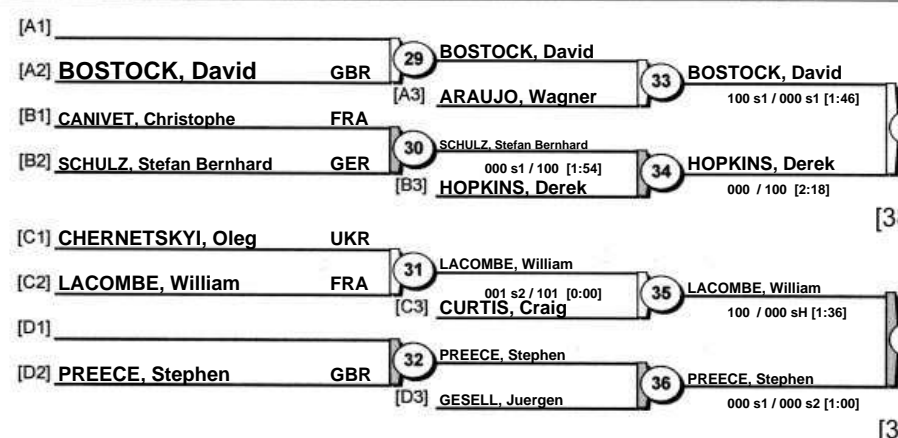 [A1]
[A2] BOSTOCK, David GBR
29
BOSTOCK, David
[A3] ARAUJO, Wagner
33
BOSTOCK, David
100 s1 / 000 s1 [1:46]
[B1] CANIVET, Christophe FRA
[B2] SCHULZ, Stefan Bernhard GER
30
SCHULZ, Stefan Bernhard
000 s1 / 100 [1:54]
[B3] HOPKINS, Derek
34
HOPKINS, Derek
000 / 100 [2:18]
[C1] CHERNETSKYI, Oleg UKR
[C2] LACOMBE, William FRA
31
LACOMBE, William
001 s2 / 101 [0:00]
[C3] CURTIS, Craig
35
LACOMBE, William
100 / 000 sH [1:36]
[D1]
[D2] PREECE, Stephen GBR
32
PREECE, Stephen
[D3] GESELL, Juergen
36
PREECE, Stephen
000 s1 / 000 s2 [1:00]